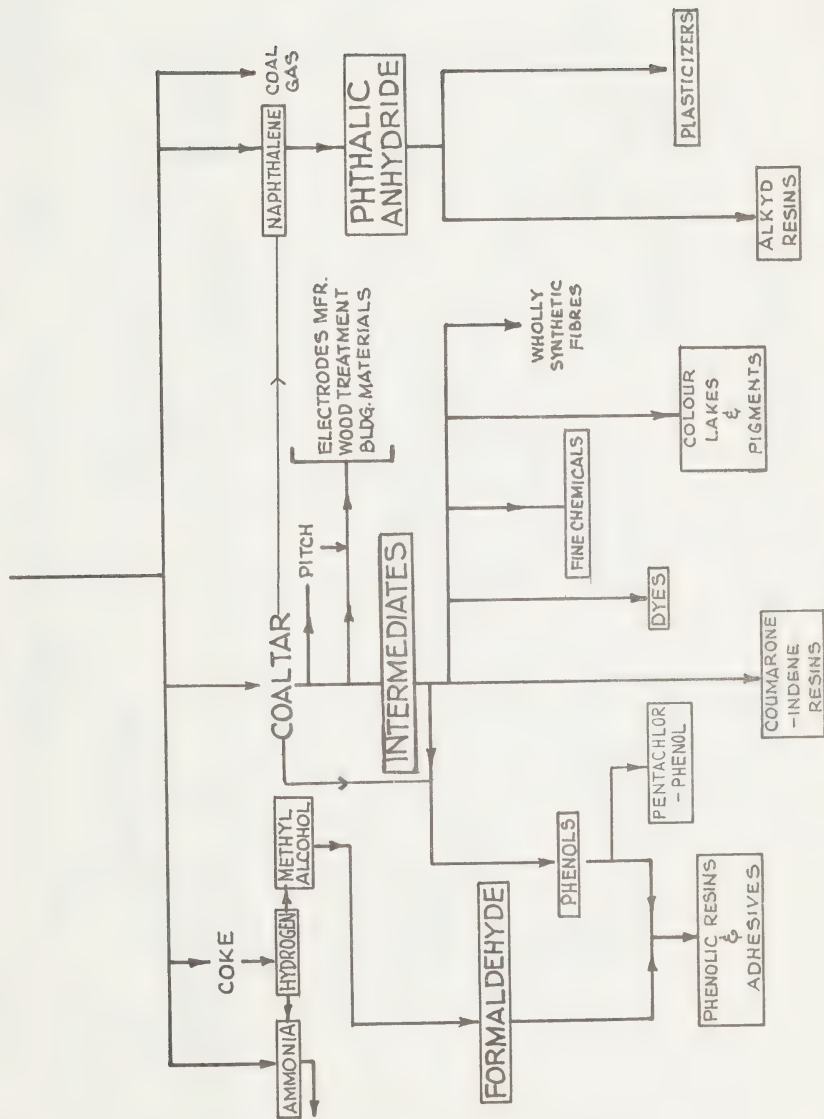 COAL
GAS
NAPHTHALENE
PHTHALIC
ANHYDRIDE
PLASTICIZERS
ALKYD
RESINS
ELECTRODES MFR.
WOOD TREATMENT
BLDG. MATERIALS
WHOLLY
SYNTHETIC
FIBRES
COLOUR
LAKES
&
PIGMENTS
PITCH
FINE CHEMICALS
COALTAR
INTERMEDIATES
DYES
COUMARONE
-INDENE
RESINS
PENTACHLOR
- PHENOL
METHYL
ALCOHOL
PHENOLS
COKE
HYDROGEN
FORMALDEHYDE
PHENOLIC RESINS
&
ADHESIVES
AMMONIA